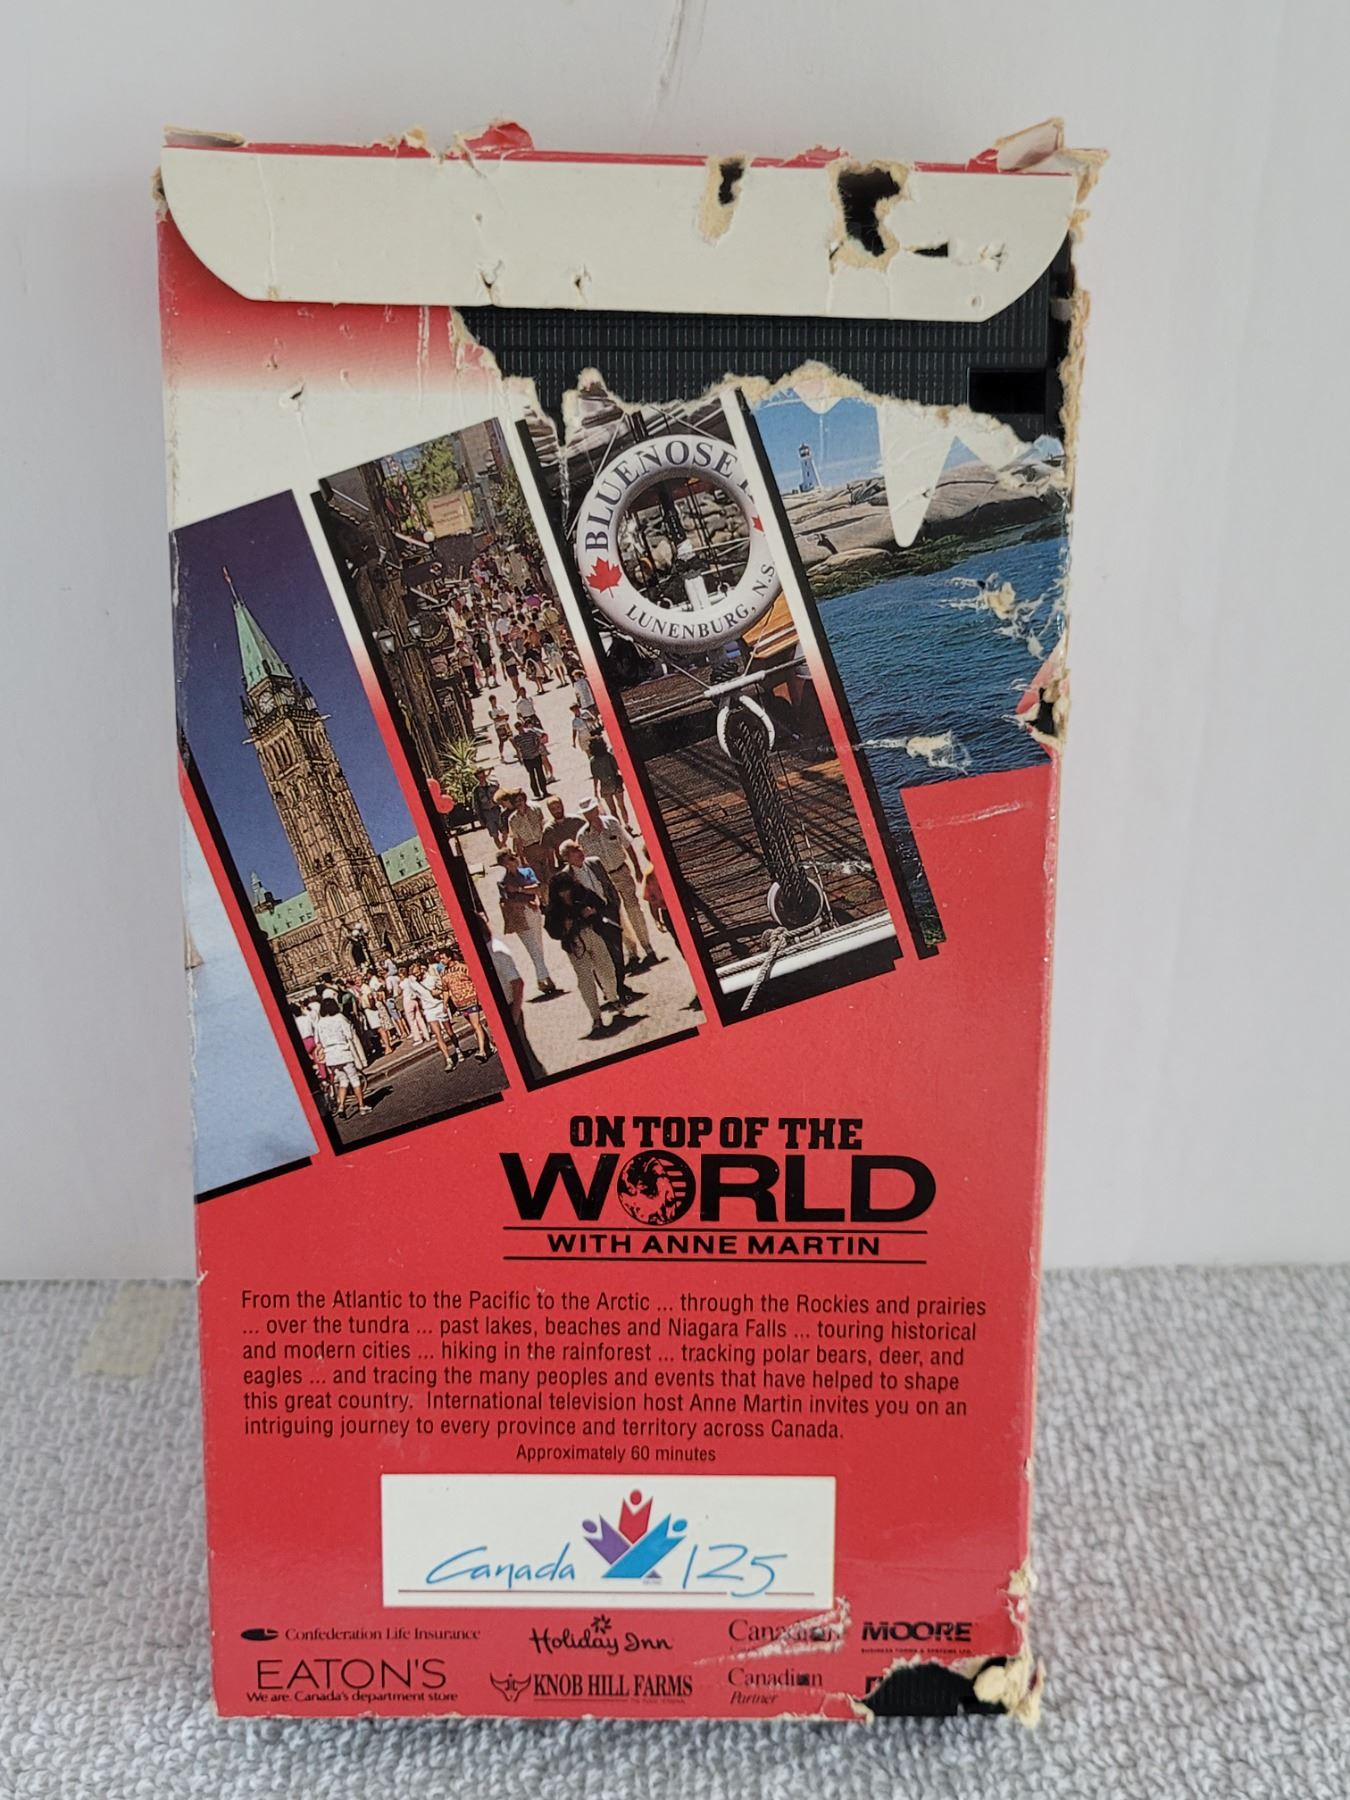 BLUENOSE
LUNENBURG, N.S.
ON TOP OF THE
WORLD
WITH ANNE MARTIN
From the Atlantic to the Pacific to the Arctic ... through the Rockies and prairies
... over the tundra ... past lakes, beaches and Niagara Falls ... touring historical
and modern cities ... hiking in the rainforest ... tracking polar bears, deer, and
eagles ... and tracing the many peoples and events that have helped to shape
this great country. International television host Anne Martin invites you on an
intriguing journey to every province and territory across Canada.
Approximately 60 minutes
Canada 125
Confederation Life Insurance
Holiday Inn
Canadian
MOORE
BUSINESS FORMS & SYSTEMS LTD.
EATON'S
We are Canada's department store
KNOB HILL FARMS
Canadian
Partner